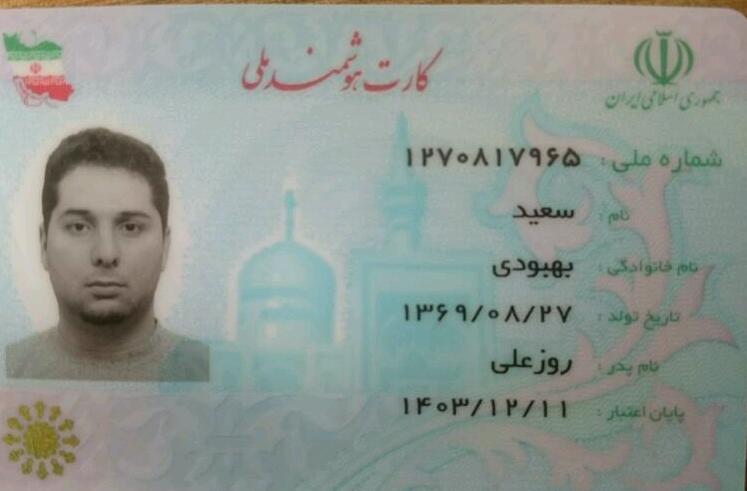 کارت هوشمند ملی
جمهوری اسلامی ایران
شماره ملی : ۱۲۷۰۸۱۷۹۶۵
نام : سعید
نام خانوادگی : بهبودی
تاریخ تولد : ۱۳۶۹/۰۸/۲۷
نام پدر : روزعلی
پایان اعتبار : ۱۴۰۳/۱۲/۱۱